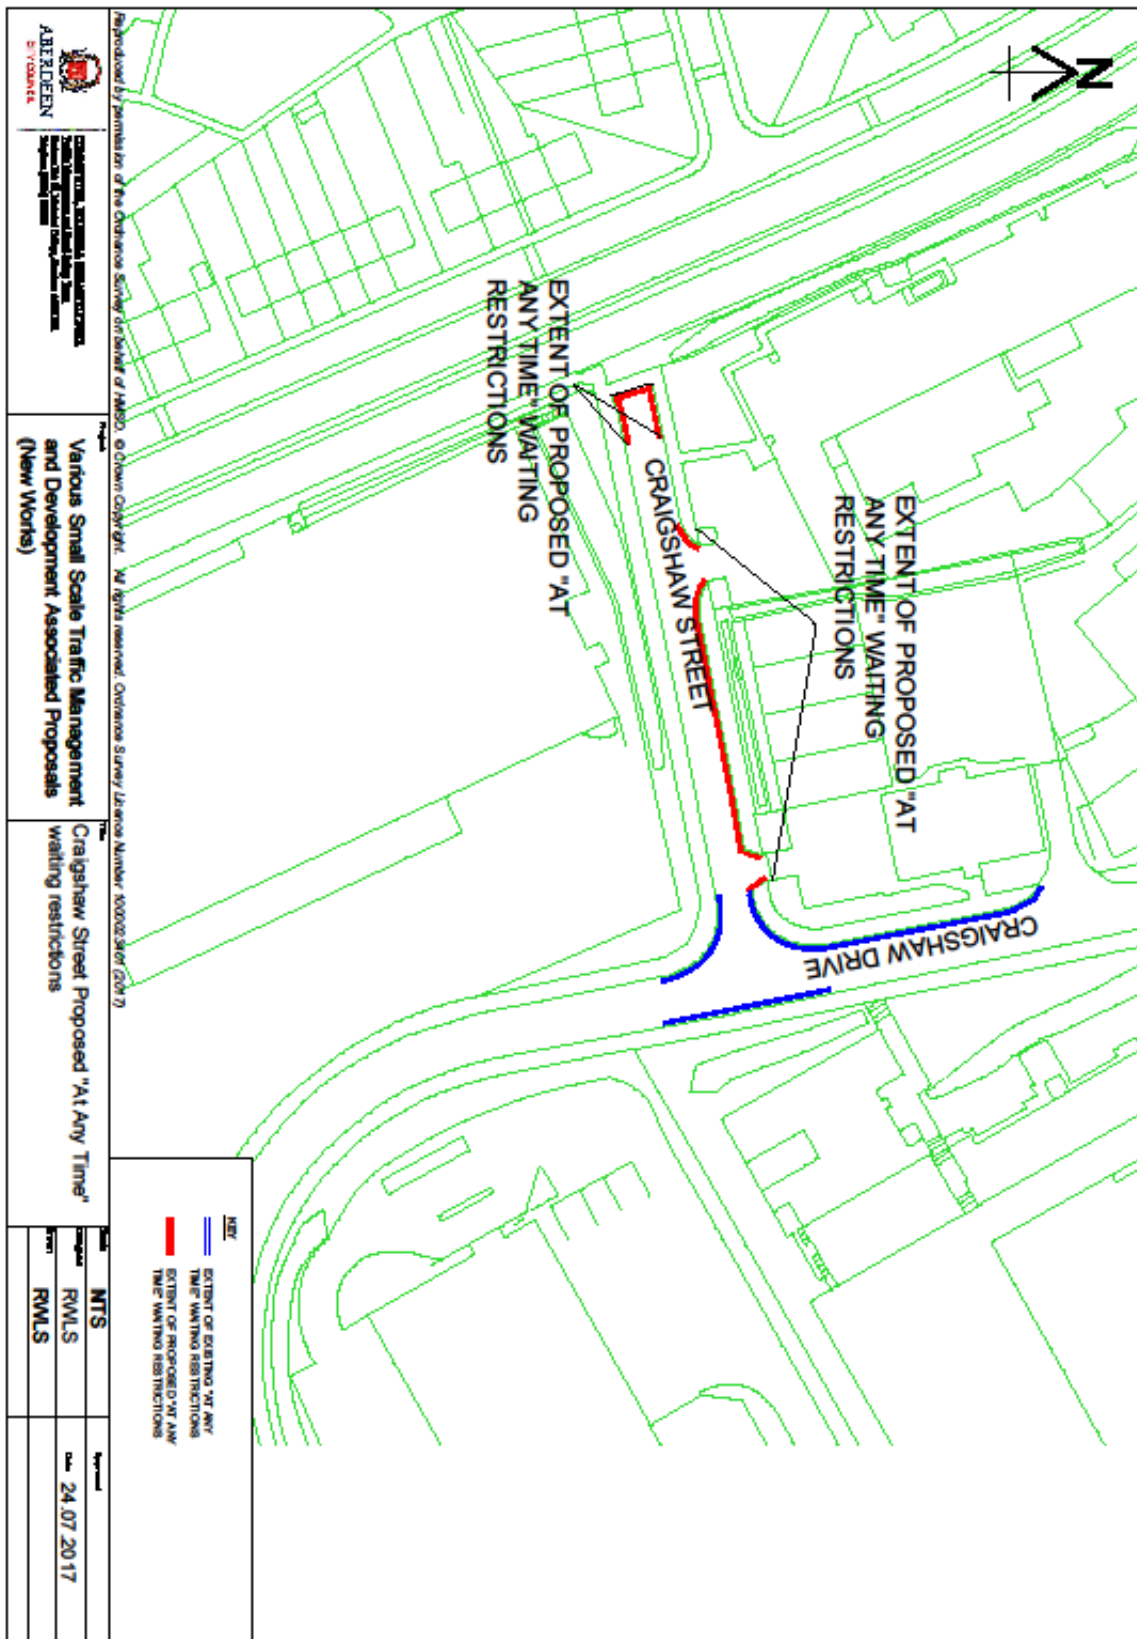 N
EXTENT OF PROPOSED "AT
ANY TIME" WAITING
RESTRICTIONS
EXTENT OF PROPOSED "AT
ANY TIME" WAITING
RESTRICTIONS
CRAIGSHAW STREET
CRAIGSHAW DRIVE
KEY
EXTENT OF EXISTING "AT ANY
TIME" WAITING RESTRICTIONS
EXTENT OF PROPOSED "AT ANY
TIME" WAITING RESTRICTIONS
Reproduced by permission of the Ordnance Survey on behalf of HMSO. © Crown Copyright. All rights reserved. Ordnance Survey Licence Number (2017)
ABERDEEN
CITY COUNCIL
Project
Various Small Scale Traffic Management
and Development Associated Proposals
(New Works)
Title
Craigshaw Street Proposed "At Any Time"
waiting restrictions
Scale
NTS
Designed
RWLS
Drawn
RWLS
Approved
Date
24.07.2017